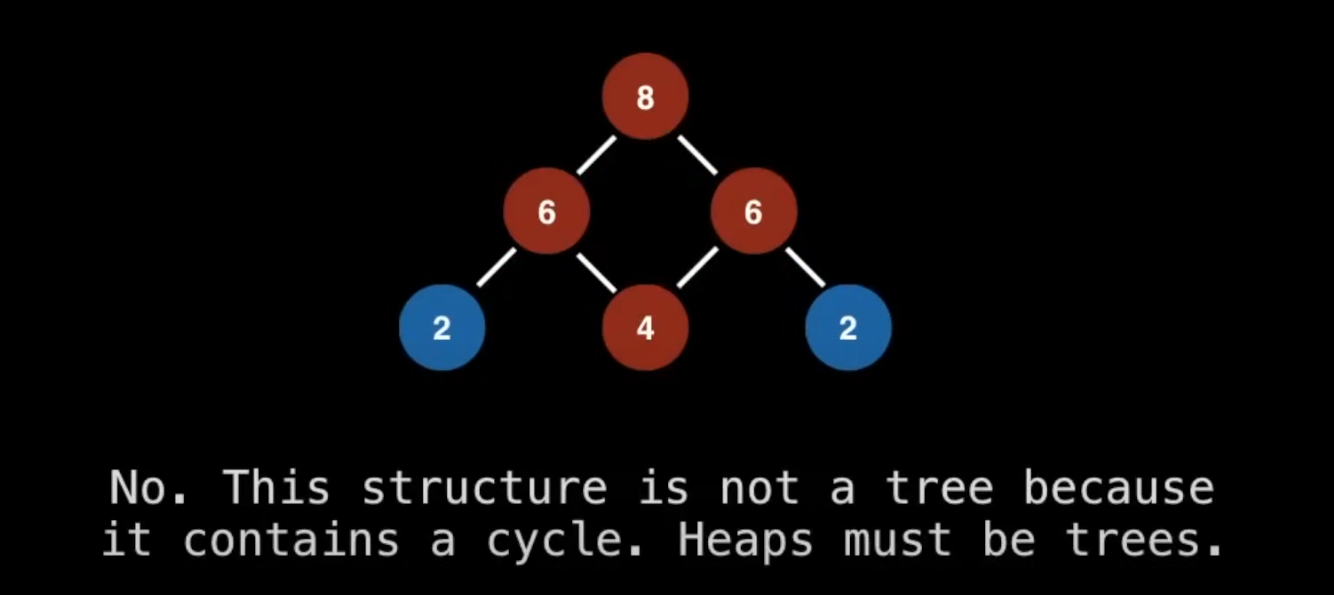 8
6 6
2 4 2
No. This structure is not a tree because
it contains a cycle. Heaps must be trees.